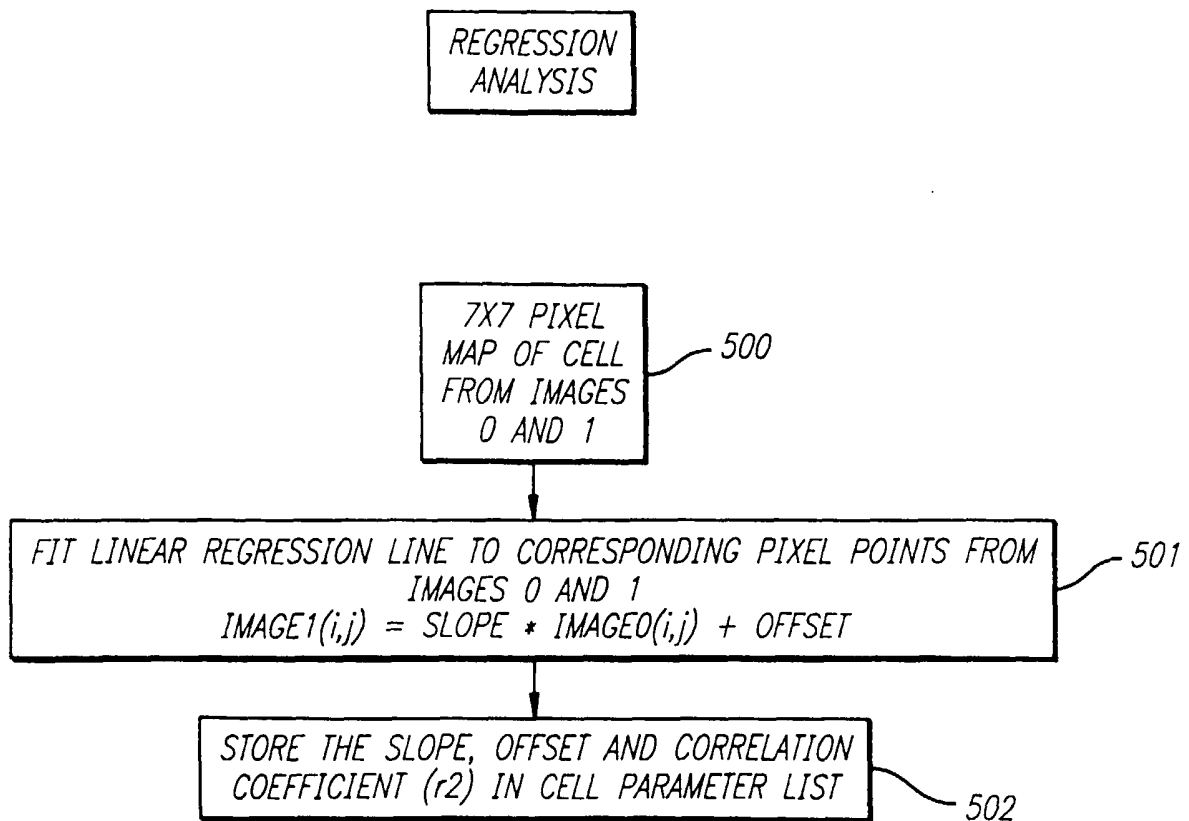 REGRESSION
ANALYSIS
7X7 PIXEL
MAP OF CELL
FROM IMAGES
0 AND 1
500
FIT LINEAR REGRESSION LINE TO CORRESPONDING PIXEL POINTS FROM
IMAGES 0 AND 1
IMAGE1(i,j) = SLOPE * IMAGE0(i,j) + OFFSET
501
STORE THE SLOPE, OFFSET AND CORRELATION
COEFFICIENT (r2) IN CELL PARAMETER LIST
502